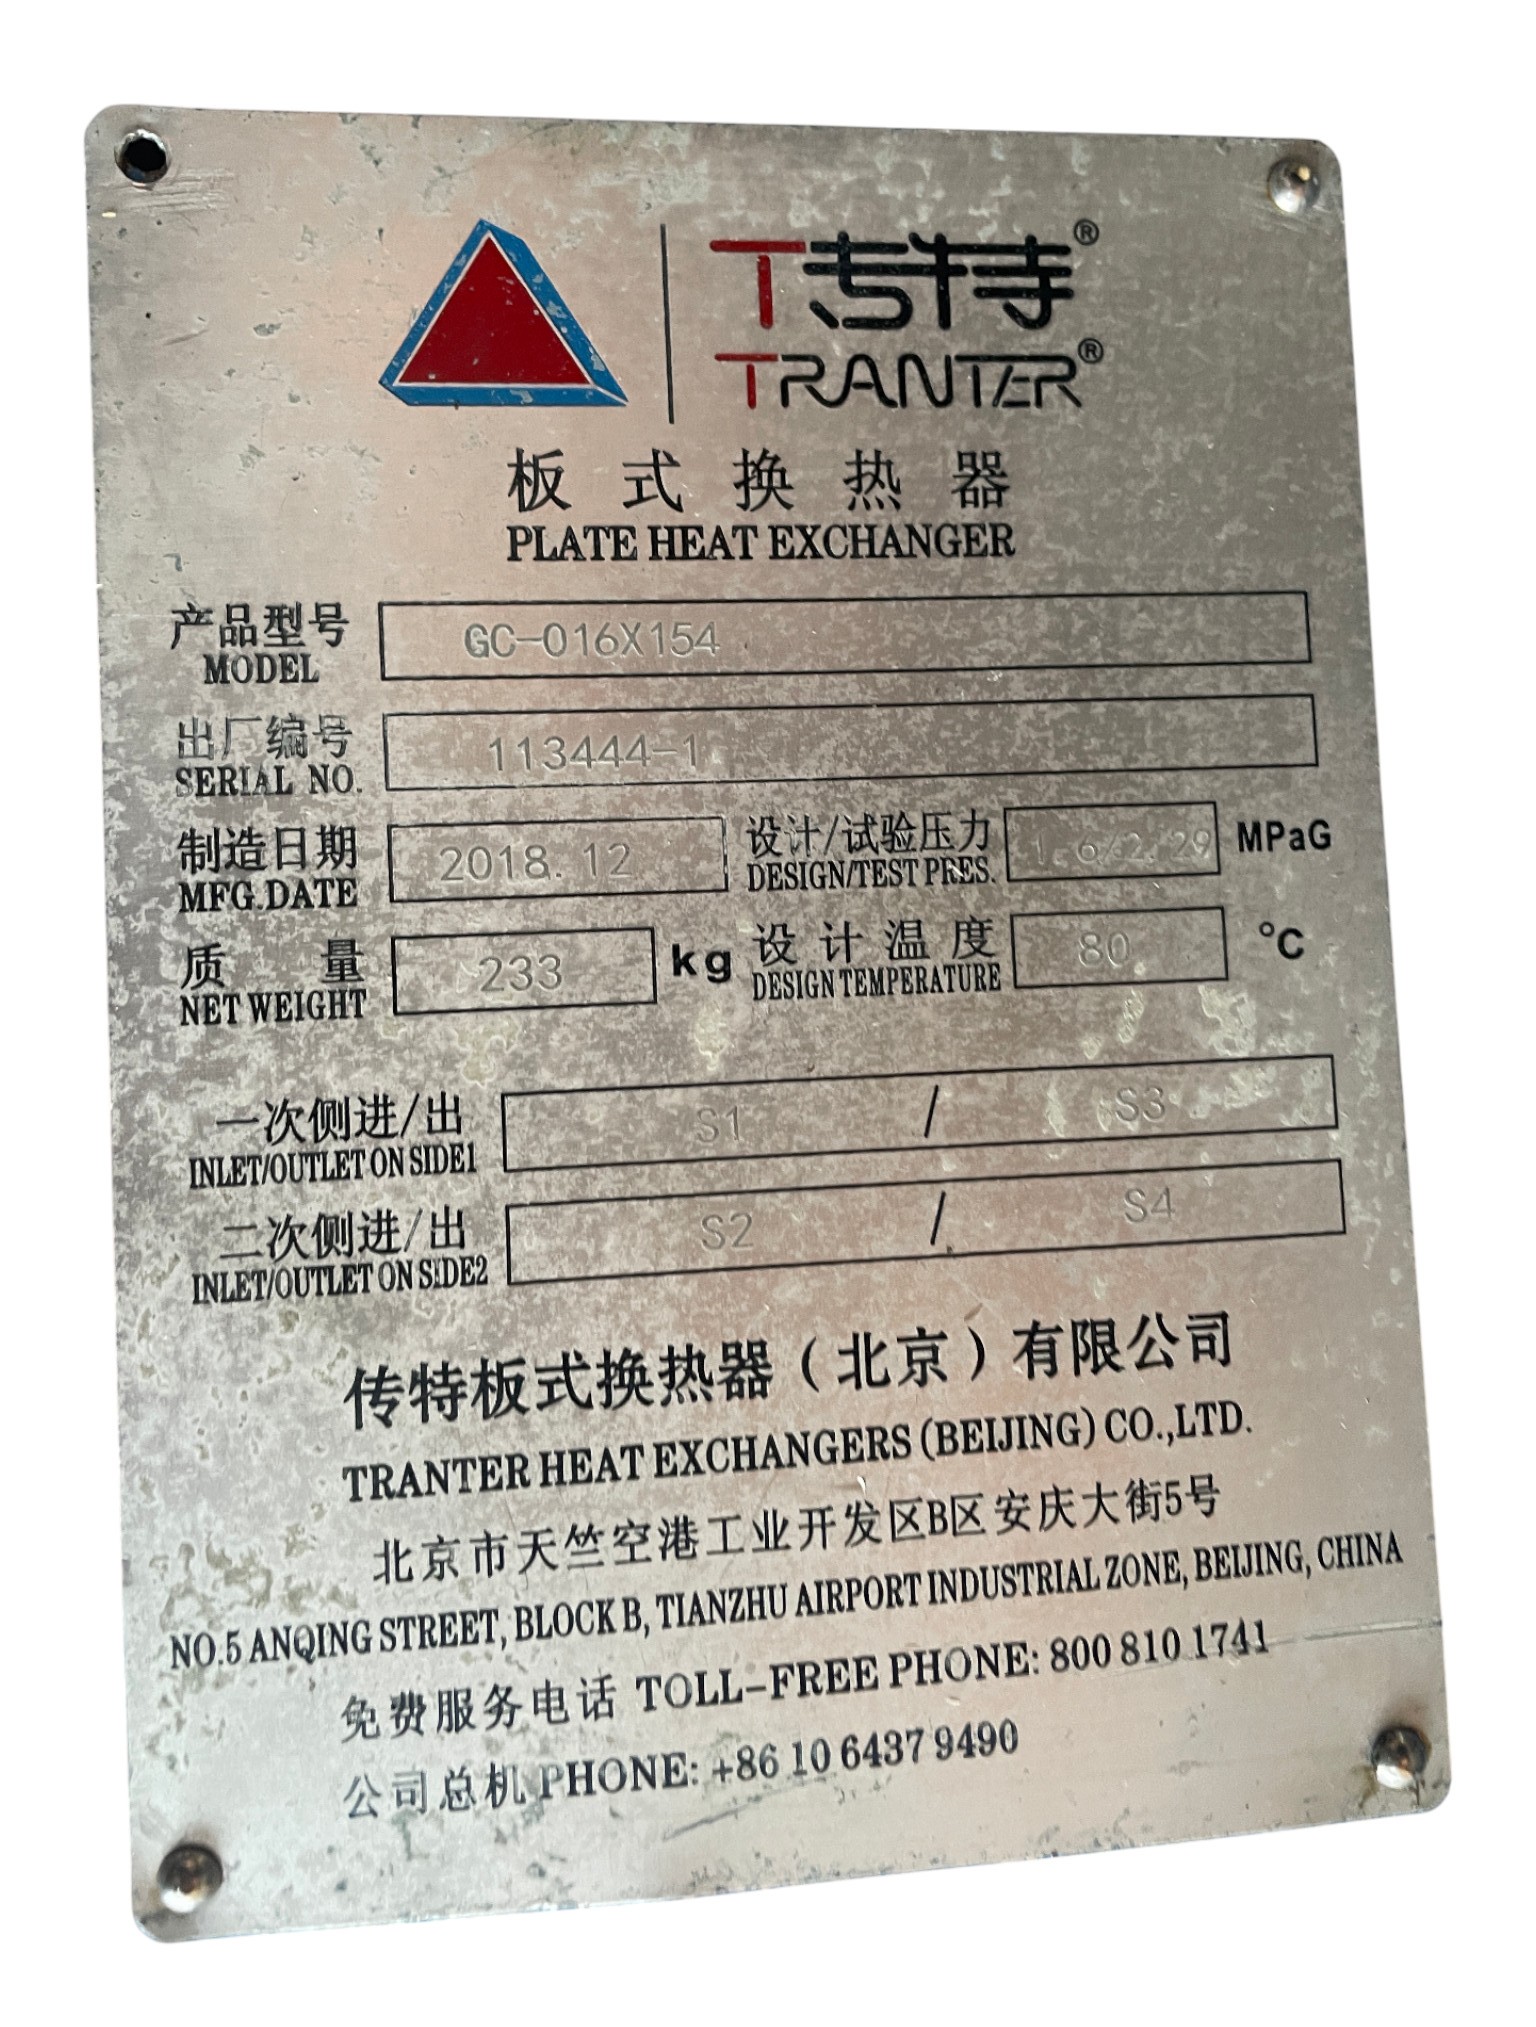 T传特®
TRANTER®
板式换热器
PLATE HEAT EXCHANGER
产品型号 GC-016X154
MODEL
出厂编号 113444-1
SERIAL NO.
制造日期 2018.12 设计/试验压力 1.6/2.29 MPaG
MFG.DATE DESIGN/TEST PRES.
质量 233 kg 设计温度 80 °C
NET WEIGHT DESIGN TEMPERATURE
一次侧进/出 S1 / S3
INLET/OUTLET ON SIDE1
二次侧进/出 S2 / S4
INLET/OUTLET ON SIDE2
传特板式换热器（北京）有限公司
TRANTER HEAT EXCHANGERS (BEIJING) CO.,LTD.
北京市天竺空港工业开发区B区安庆大街5号
NO.5 ANQING STREET, BLOCK B, TIANZHU AIRPORT INDUSTRIAL ZONE, BEIJING, CHINA
免费服务电话 TOLL-FREE PHONE: 800 810 1741
公司总机 PHONE: +86 10 6437 9490